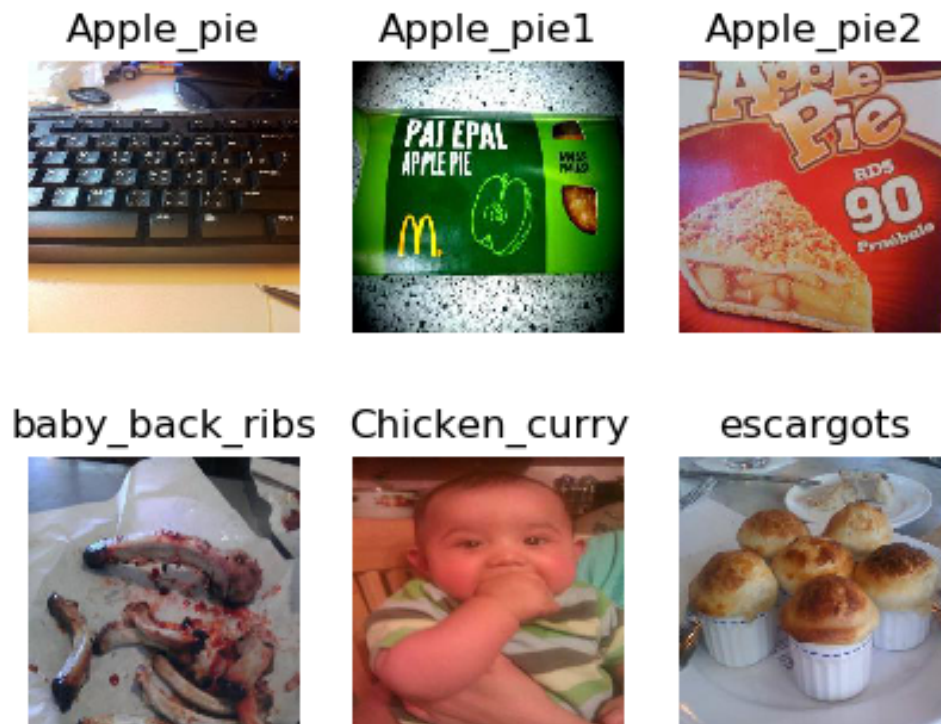 Apple_pie
Apple_pie1
Apple_pie2
PAI EPAL
APPLE PIE
Apple
Pie
RD$
90
baby_back_ribs
Chicken_curry
escargots